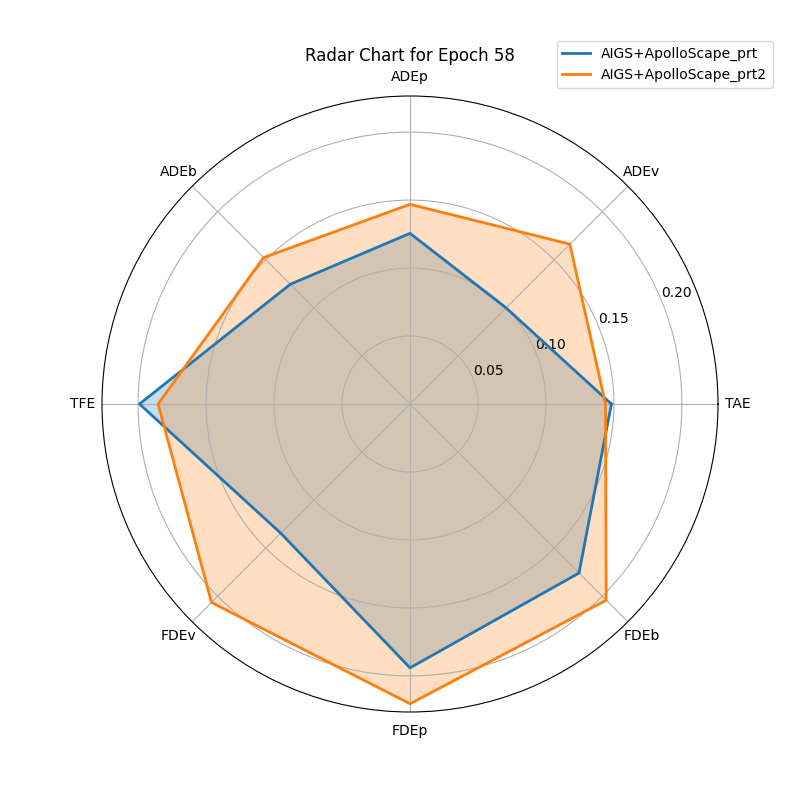 Radar Chart for Epoch 58
AIGS+ApolloScape_prt
AIGS+ApolloScape_prt2
ADEp
ADEb
ADEv
0.20
0.15
0.10
0.05
TFE
TAE
FDEv
FDEb
FDEp